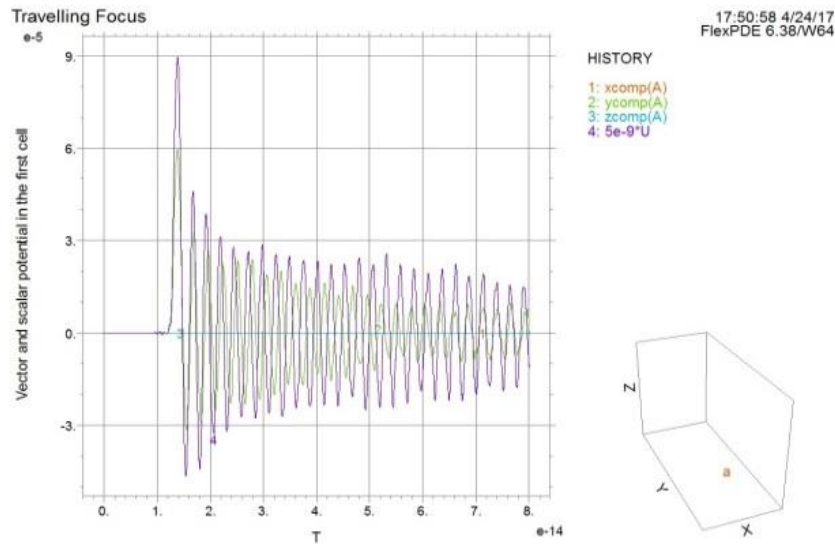 Travelling Focus
17:50:58 4/24/17
FlexPDE 6.38/W64
e-5
HISTORY
1: xcomp(A)
2: ycomp(A)
3: zcomp(A)
4: 5e-9*U
Vector and scalar potential in the first cell
9.
6.
3.
0.
-3.
0. 1. 2. 3. 4. 5. 6. 7. 8.
e-14
T
4
Z
Y
X
a